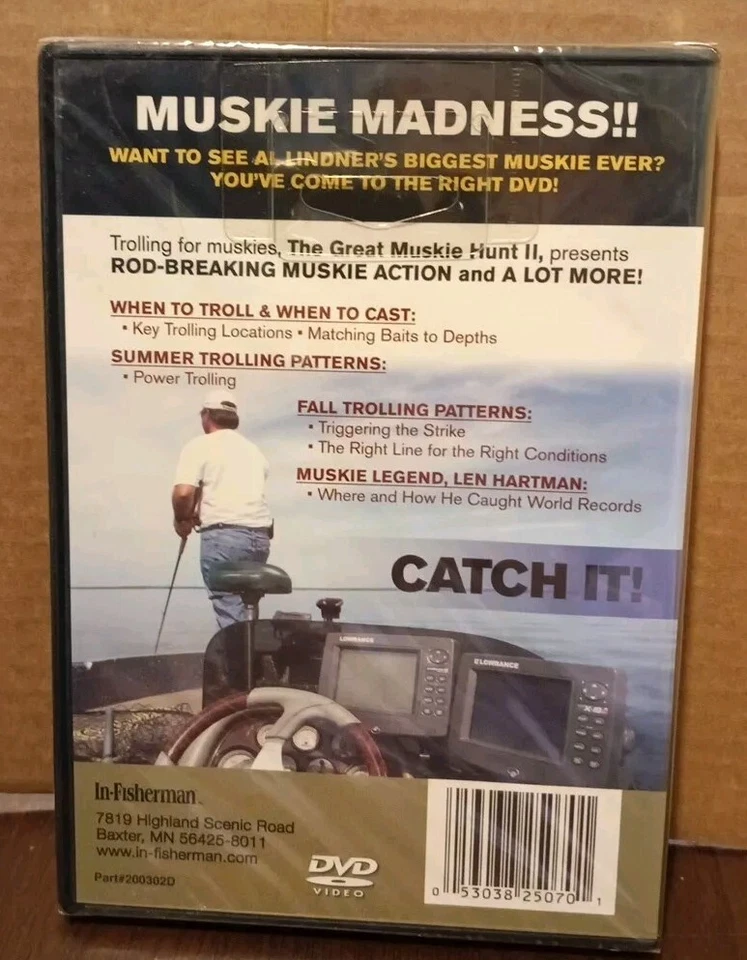 MUSKIE MADNESS!!
WANT TO SEE AL LINDNER'S BIGGEST MUSKIE EVER?
YOU'VE COME TO THE RIGHT DVD!
Trolling for muskies, The Great Muskie Hunt II, presents
ROD-BREAKING MUSKIE ACTION and A LOT MORE!
WHEN TO TROLL & WHEN TO CAST:
▪ Key Trolling Locations ▪ Matching Baits to Depths
SUMMER TROLLING PATTERNS:
▪ Power Trolling
FALL TROLLING PATTERNS:
▪ Triggering the Strike
▪ The Right Line for the Right Conditions
MUSKIE LEGEND, LEN HARTMAN:
▪ Where and How He Caught World Records
CATCH IT!
LOWRANCE
LOWRANCE
In-Fisherman™
7819 Highland Scenic Road
Baxter, MN 56425-8011
www.in-fisherman.com
Part#200302D
DVD
VIDEO
0 53038 25070 1